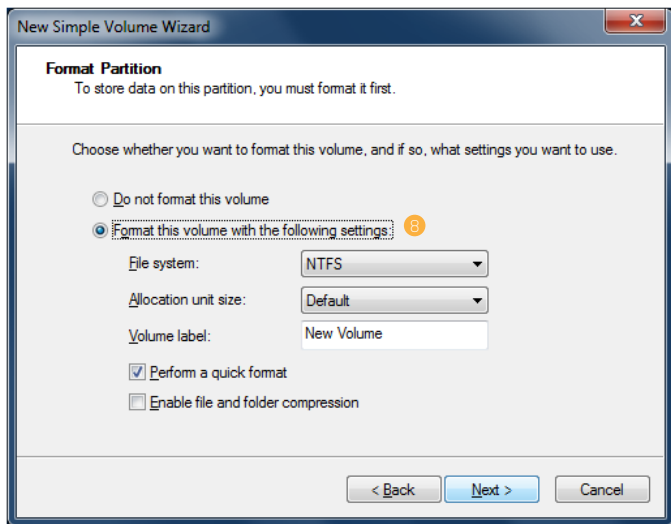 New Simple Volume Wizard
Format Partition
To store data on this partition, you must format it first.
Choose whether you want to format this volume, and if so, what settings you want to use.
Do not format this volume
Format this volume with the following settings: 8
File system: NTFS
Allocation unit size: Default
Volume label: New Volume
Perform a quick format
Enable file and folder compression
< Back Next > Cancel